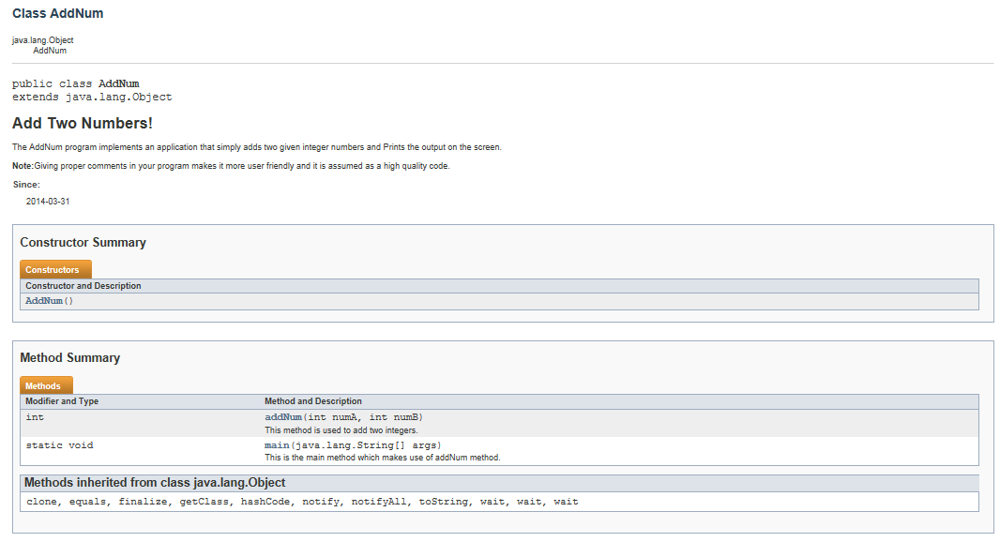 Class AddNum
java.lang.Object
AddNum
public class AddNum
extends java.lang.Object
Add Two Numbers!
The AddNum program implements an application that simply adds two given integer numbers and Prints the output on the screen.
Note:Giving proper comments in your program makes it more user friendly and it is assumed as a high quality code.
Since:
2014-03-31
Constructor Summary
Constructors
Constructor and Description
AddNum()
Method Summary
Methods
Modifier and Type Method and Description
int addNum(int numA, int numB)
This method is used to add two integers.
static void main(java.lang.String[] args)
This is the main method which makes use of addNum method.
Methods inherited from class java.lang.Object
clone, equals, finalize, getClass, hashCode, notify, notifyAll, toString, wait, wait, wait